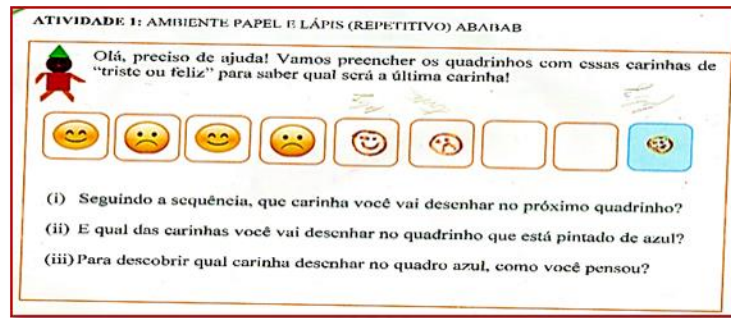 ATIVIDADE 1: AMBIENTE PAPEL E LÁPIS (REPETITIVO) ABABAB
Olá, preciso de ajuda! Vamos preencher os quadrinhos com essas carinhas de
“triste ou feliz” para saber qual será a última carinha!
(i) Seguindo a sequência, que carinha você vai desenhar no próximo quadrinho?
(ii) E qual das carinhas você vai desenhar no quadrinho que está pintado de azul?
(iii) Para descobrir qual carinha desenhar no quadro azul, como você pensou?